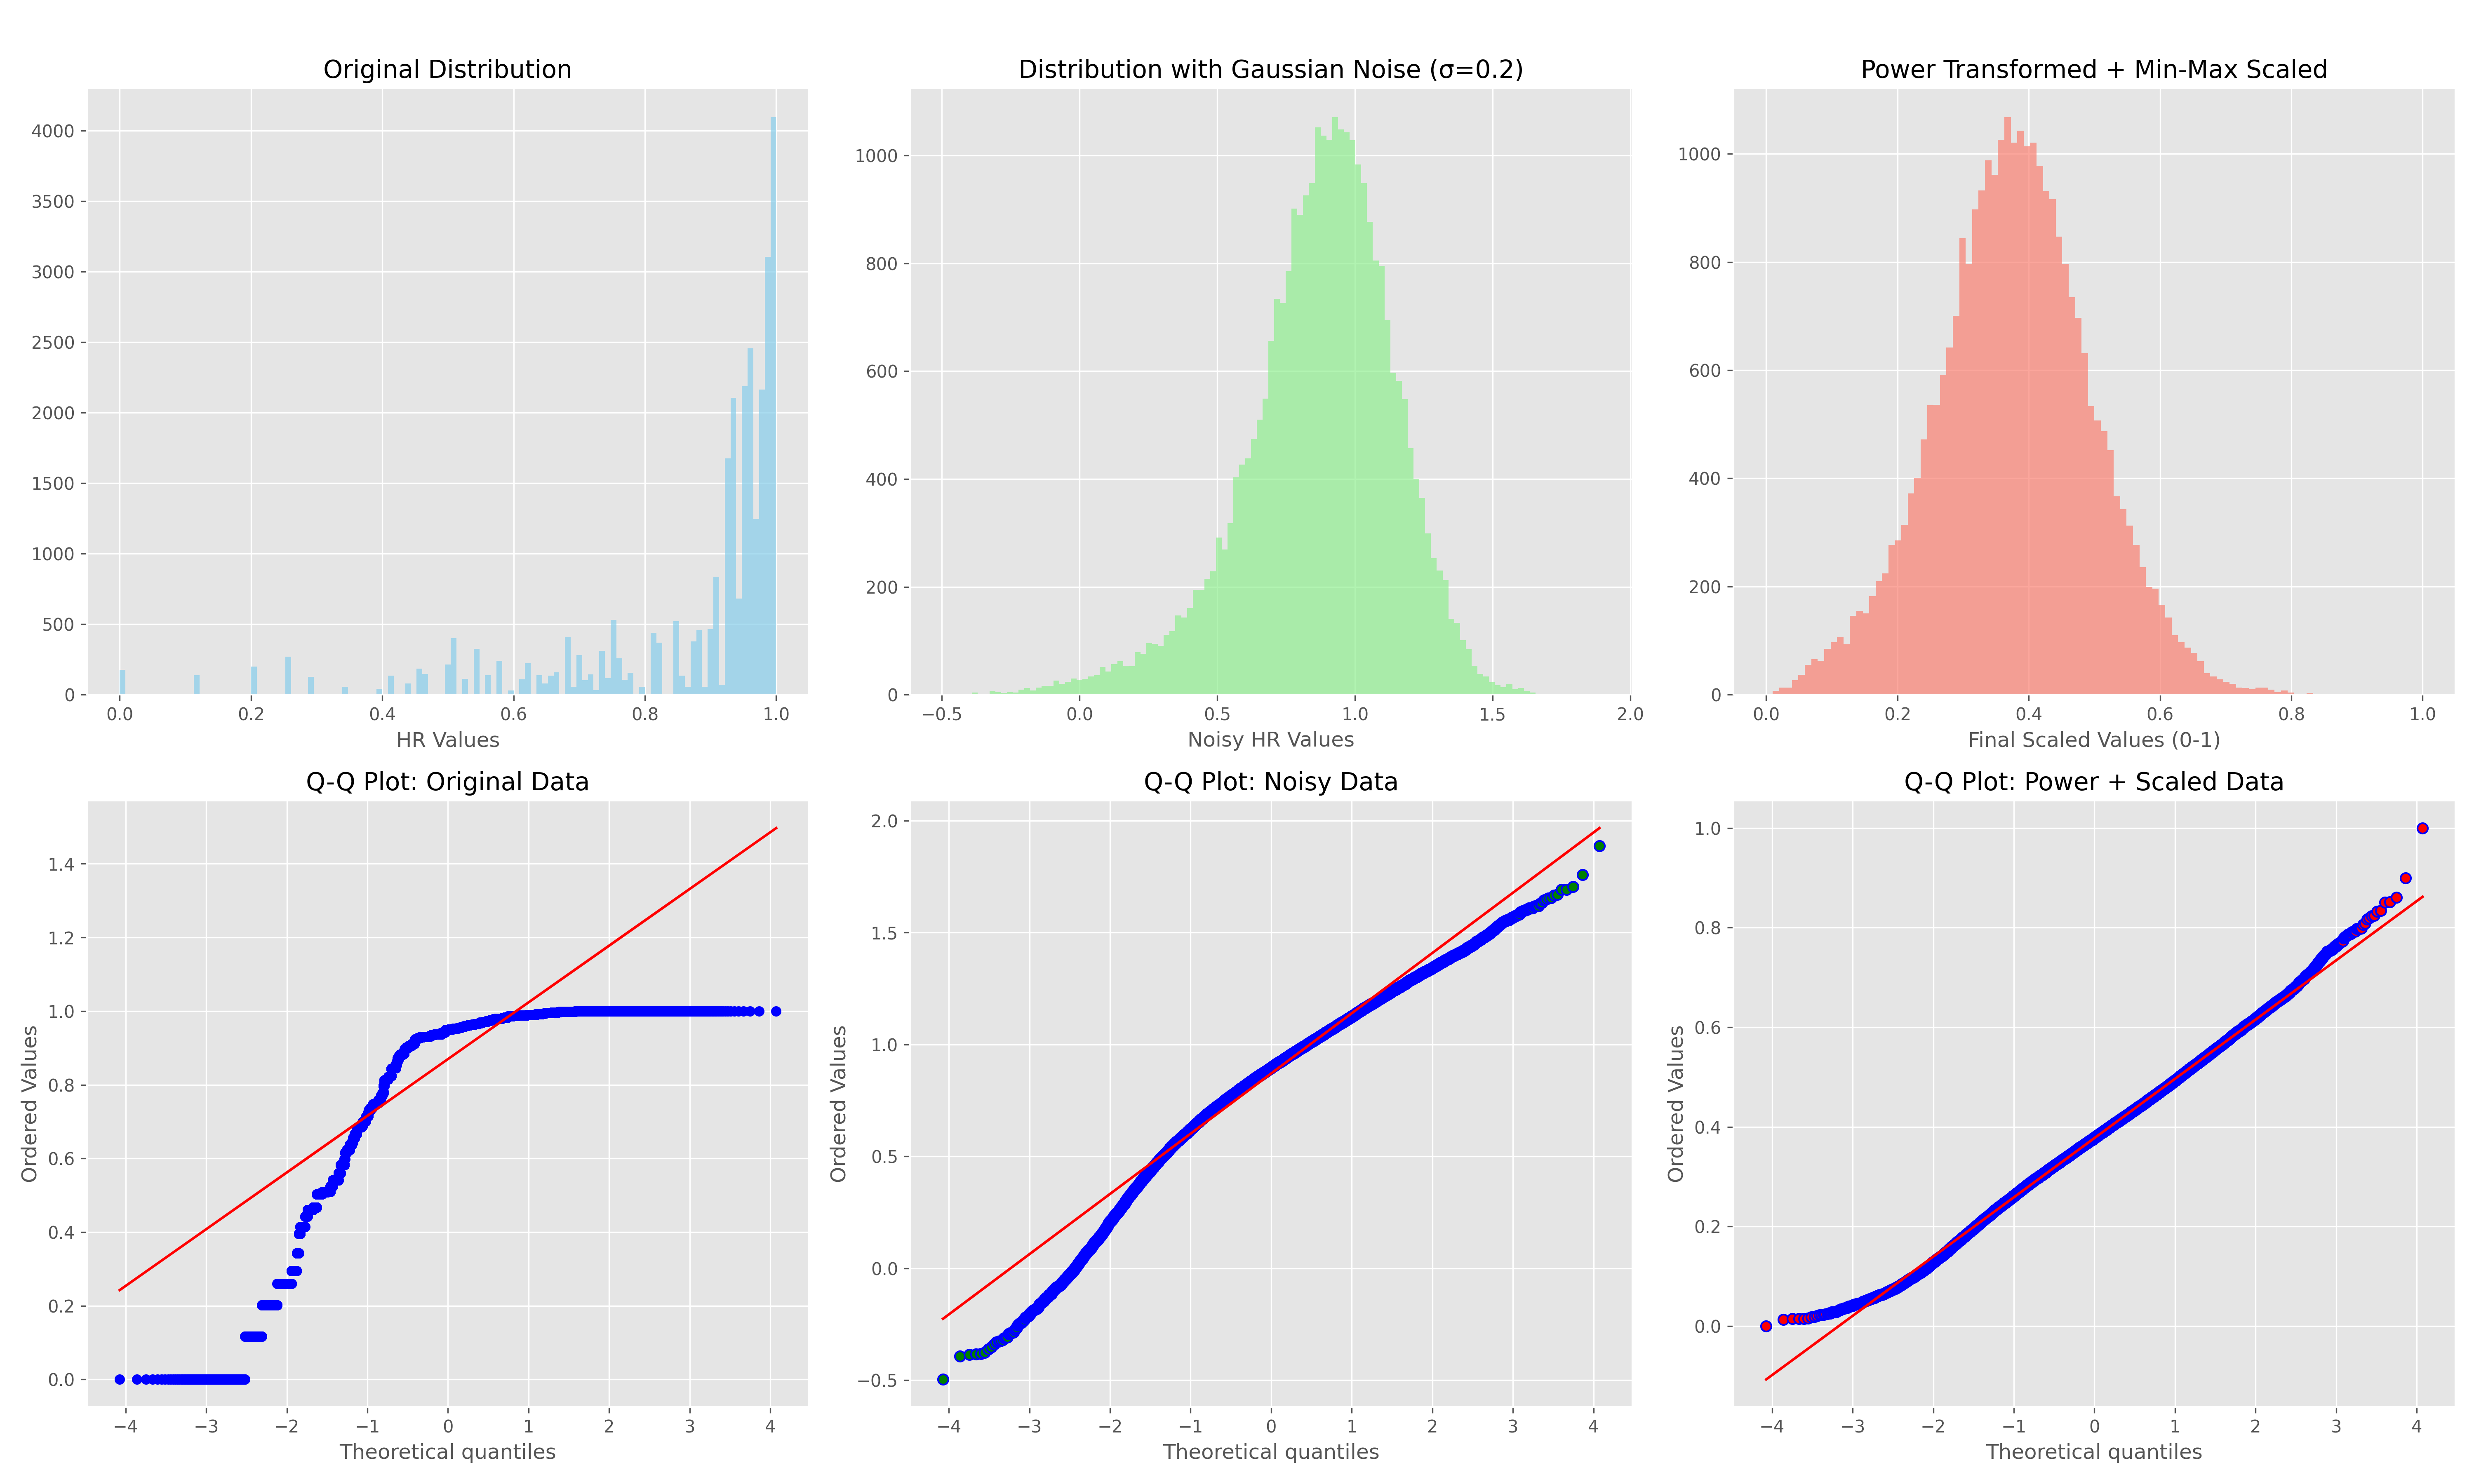 Original Distribution
4000
3500
3000
2500
2000
1500
1000
500
0
0.0 0.2 0.4 0.6 0.8 1.0
HR Values
Distribution with Gaussian Noise (σ=0.2)
1000
800
600
400
200
0
−0.5 0.0 0.5 1.0 1.5 2.0
Noisy HR Values
Power Transformed + Min-Max Scaled
1000
800
600
400
200
0
0.0 0.2 0.4 0.6 0.8 1.0
Final Scaled Values (0-1)
Q-Q Plot: Original Data
Ordered Values
1.4
1.2
1.0
0.8
0.6
0.4
0.2
0.0
−4 −3 −2 −1 0 1 2 3 4
Theoretical quantiles
Q-Q Plot: Noisy Data
Ordered Values
2.0
1.5
1.0
0.5
0.0
−0.5
−4 −3 −2 −1 0 1 2 3 4
Theoretical quantiles
Q-Q Plot: Power + Scaled Data
Ordered Values
1.0
0.8
0.6
0.4
0.2
0.0
−4 −3 −2 −1 0 1 2 3 4
Theoretical quantiles